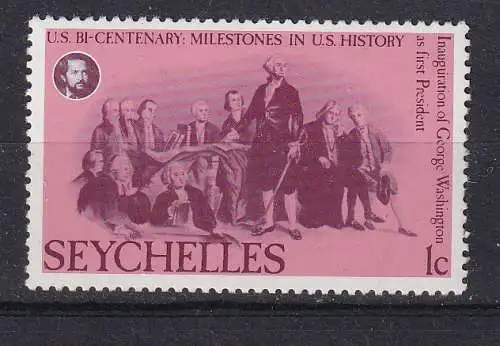 U.S. BI-CENTENARY: MILESTONES IN U.S. HISTORY
Inauguration of George Washington
as first President
SEYCHELLES
1c